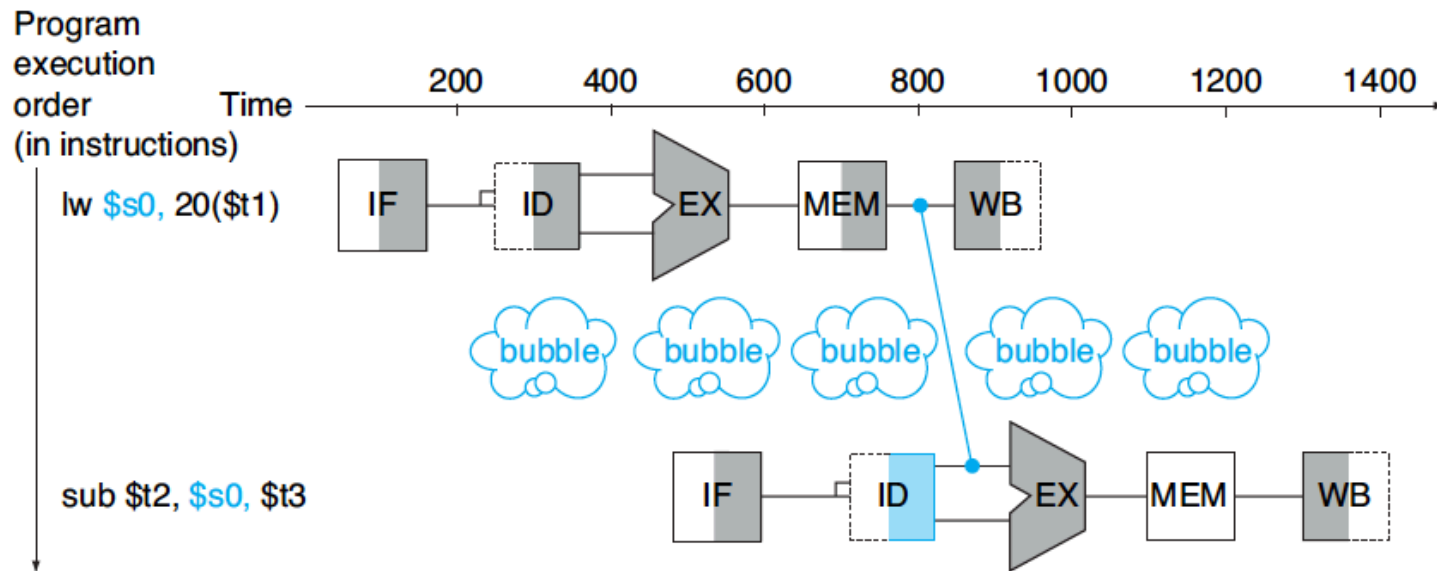 Program
execution
order Time
(in instructions)
200 400 600 800 1000 1200 1400
lw $s0, 20($t1)
IF ID EX MEM WB
bubble bubble bubble bubble bubble
sub $t2, $s0, $t3
IF ID EX MEM WB